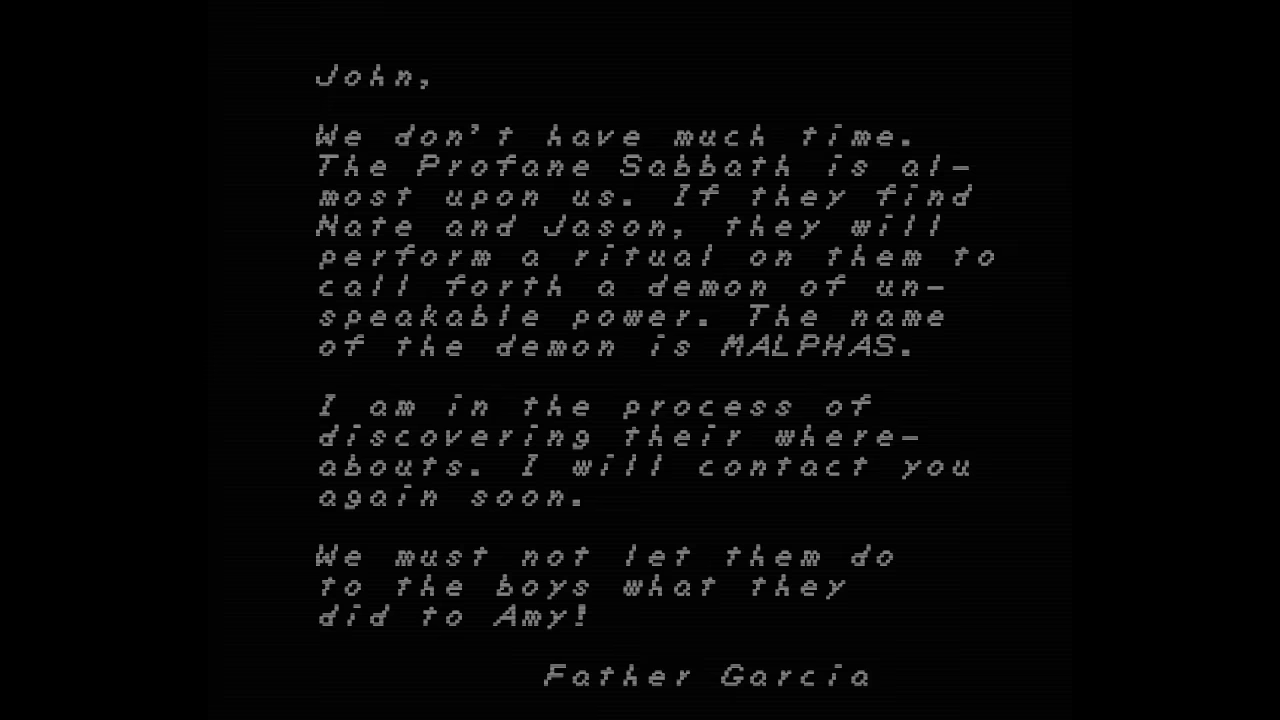 John,
We don't have much time.
The Profane Sabbath is al-
most upon us. If they find
Nate and Jason, they will
perform a ritual on them to
call forth a demon of un-
speakable power. The name
of the demon is MALPHAS.
I am in the process of
discovering their where-
abouts. I will contact you
again soon.
We must not let them do
to the boys what they
did to Amy!
Father Garcia